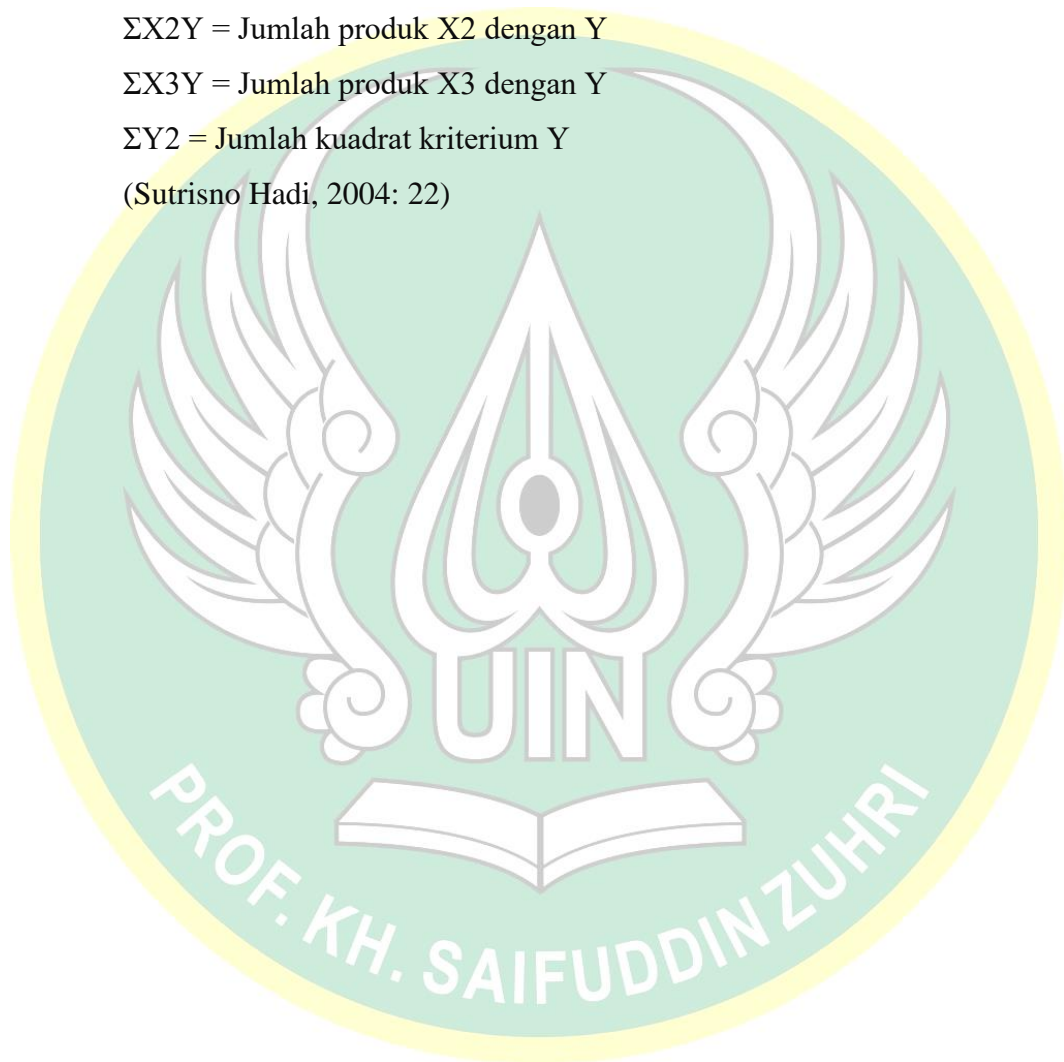 ΣX2Y = Jumlah produk X2 dengan Y
ΣX3Y = Jumlah produk X3 dengan Y
ΣY2 = Jumlah kuadrat kriterium Y
(Sutrisno Hadi, 2004: 22)
UIN
PROF. KH. SAIFUDDIN ZUHRI